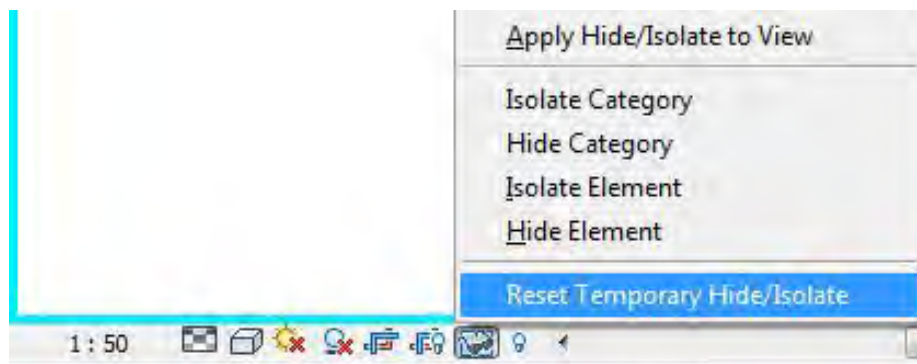 Apply Hide/Isolate to View
Isolate Category
Hide Category
Isolate Element
Hide Element
Reset Temporary Hide/Isolate
1 : 50